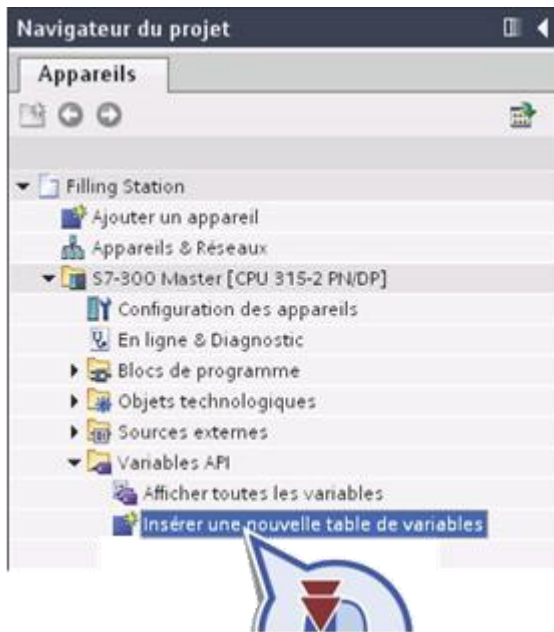 Navigateur du projet
Appareils
Filling Station
Ajouter un appareil
Appareils & Réseaux
S7-300 Master [CPU 315-2 PN/DP]
Configuration des appareils
En ligne & Diagnostic
Blocs de programme
Objets technologiques
Sources externes
Variables API
Afficher toutes les variables
Insérer une nouvelle table de variables